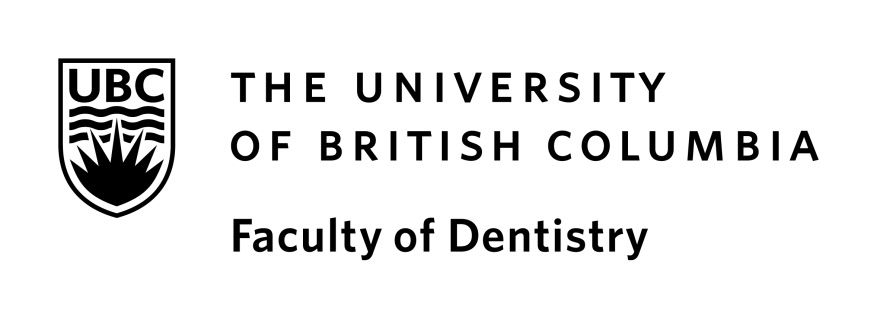 UBC
THE UNIVERSITY
OF BRITISH COLUMBIA
Faculty of Dentistry